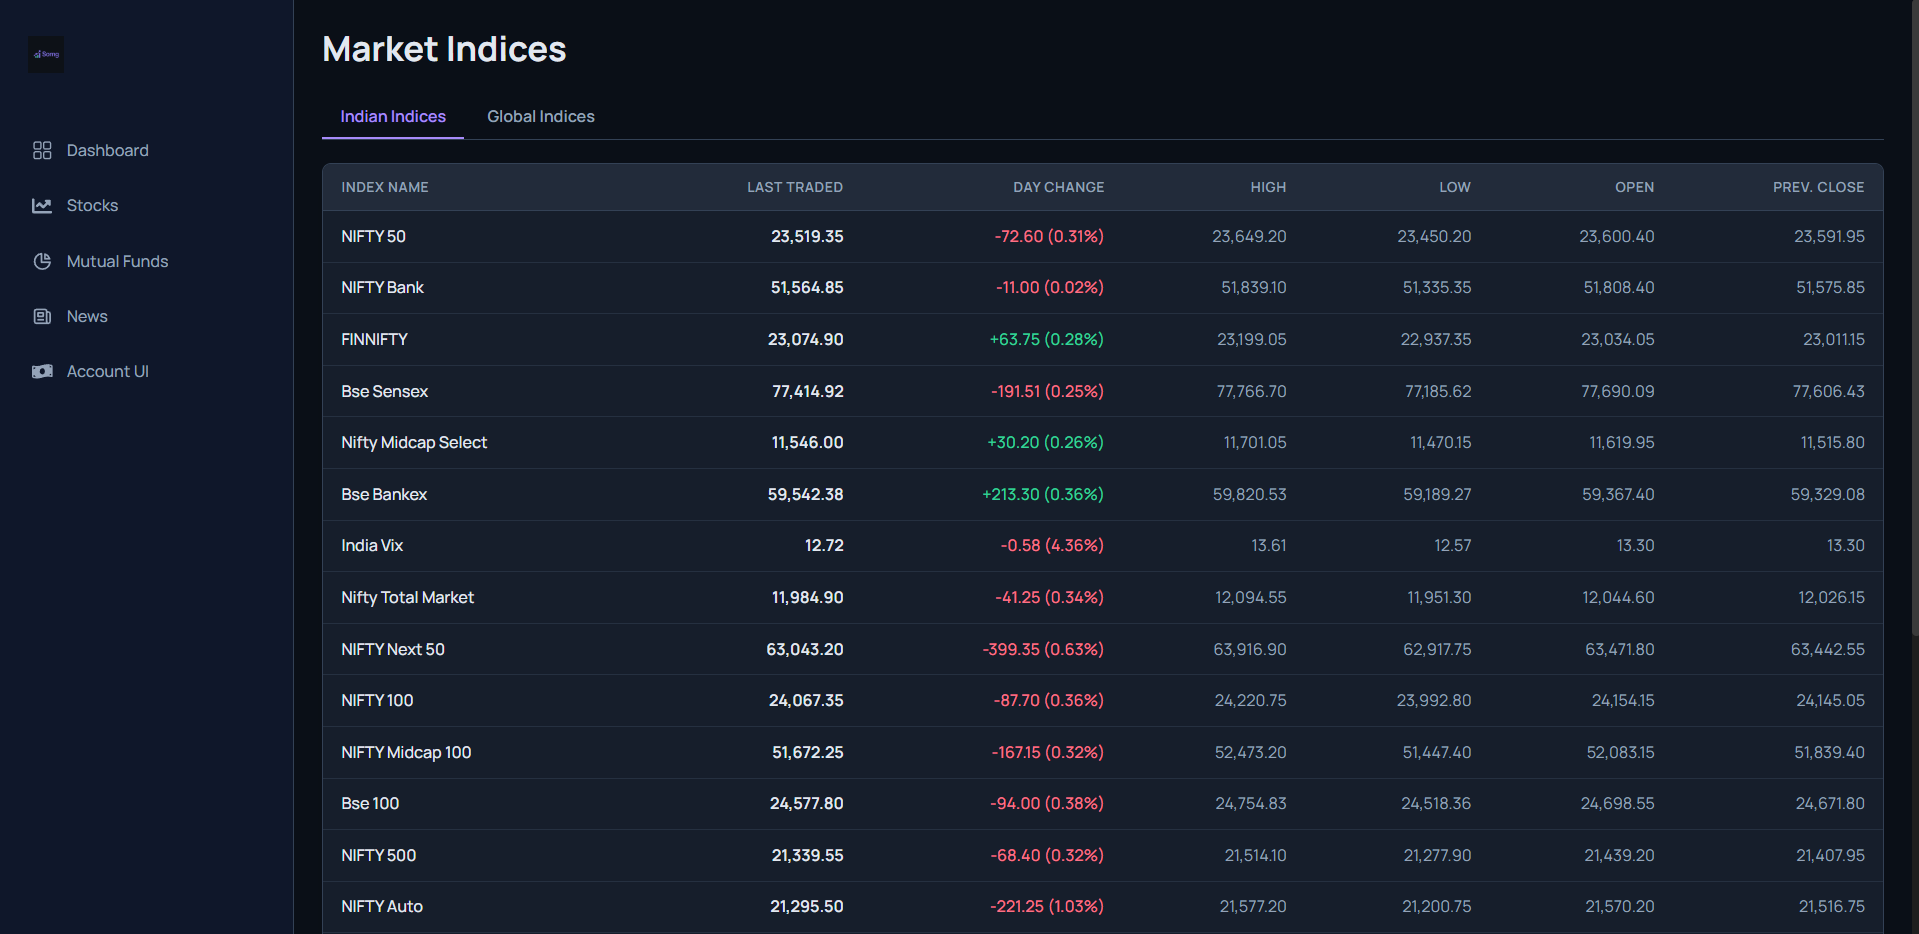 Somg
Dashboard
Stocks
Mutual Funds
News
Account UI
Market Indices
Indian Indices Global Indices
INDEX NAME LAST TRADED DAY CHANGE HIGH LOW OPEN PREV. CLOSE
NIFTY 50 23,519.35 -72.60 (0.31%) 23,649.20 23,450.20 23,600.40 23,591.95
NIFTY Bank 51,564.85 -11.00 (0.02%) 51,839.10 51,335.35 51,808.40 51,575.85
FINNIFTY 23,074.90 +63.75 (0.28%) 23,199.05 22,937.35 23,034.05 23,011.15
Bse Sensex 77,414.92 -191.51 (0.25%) 77,766.70 77,185.62 77,690.09 77,606.43
Nifty Midcap Select 11,546.00 +30.20 (0.26%) 11,701.05 11,470.15 11,619.95 11,515.80
Bse Bankex 59,542.38 +213.30 (0.36%) 59,820.53 59,189.27 59,367.40 59,329.08
India Vix 12.72 -0.58 (4.36%) 13.61 12.57 13.30 13.30
Nifty Total Market 11,984.90 -41.25 (0.34%) 12,094.55 11,951.30 12,044.60 12,026.15
NIFTY Next 50 63,043.20 -399.35 (0.63%) 63,916.90 62,917.75 63,471.80 63,442.55
NIFTY 100 24,067.35 -87.70 (0.36%) 24,220.75 23,992.80 24,154.15 24,145.05
NIFTY Midcap 100 51,672.25 -167.15 (0.32%) 52,473.20 51,447.40 52,083.15 51,839.40
Bse 100 24,577.80 -94.00 (0.38%) 24,754.83 24,518.36 24,698.55 24,671.80
NIFTY 500 21,339.55 -68.40 (0.32%) 21,514.10 21,277.90 21,439.20 21,407.95
NIFTY Auto 21,295.50 -221.25 (1.03%) 21,577.20 21,200.75 21,570.20 21,516.75